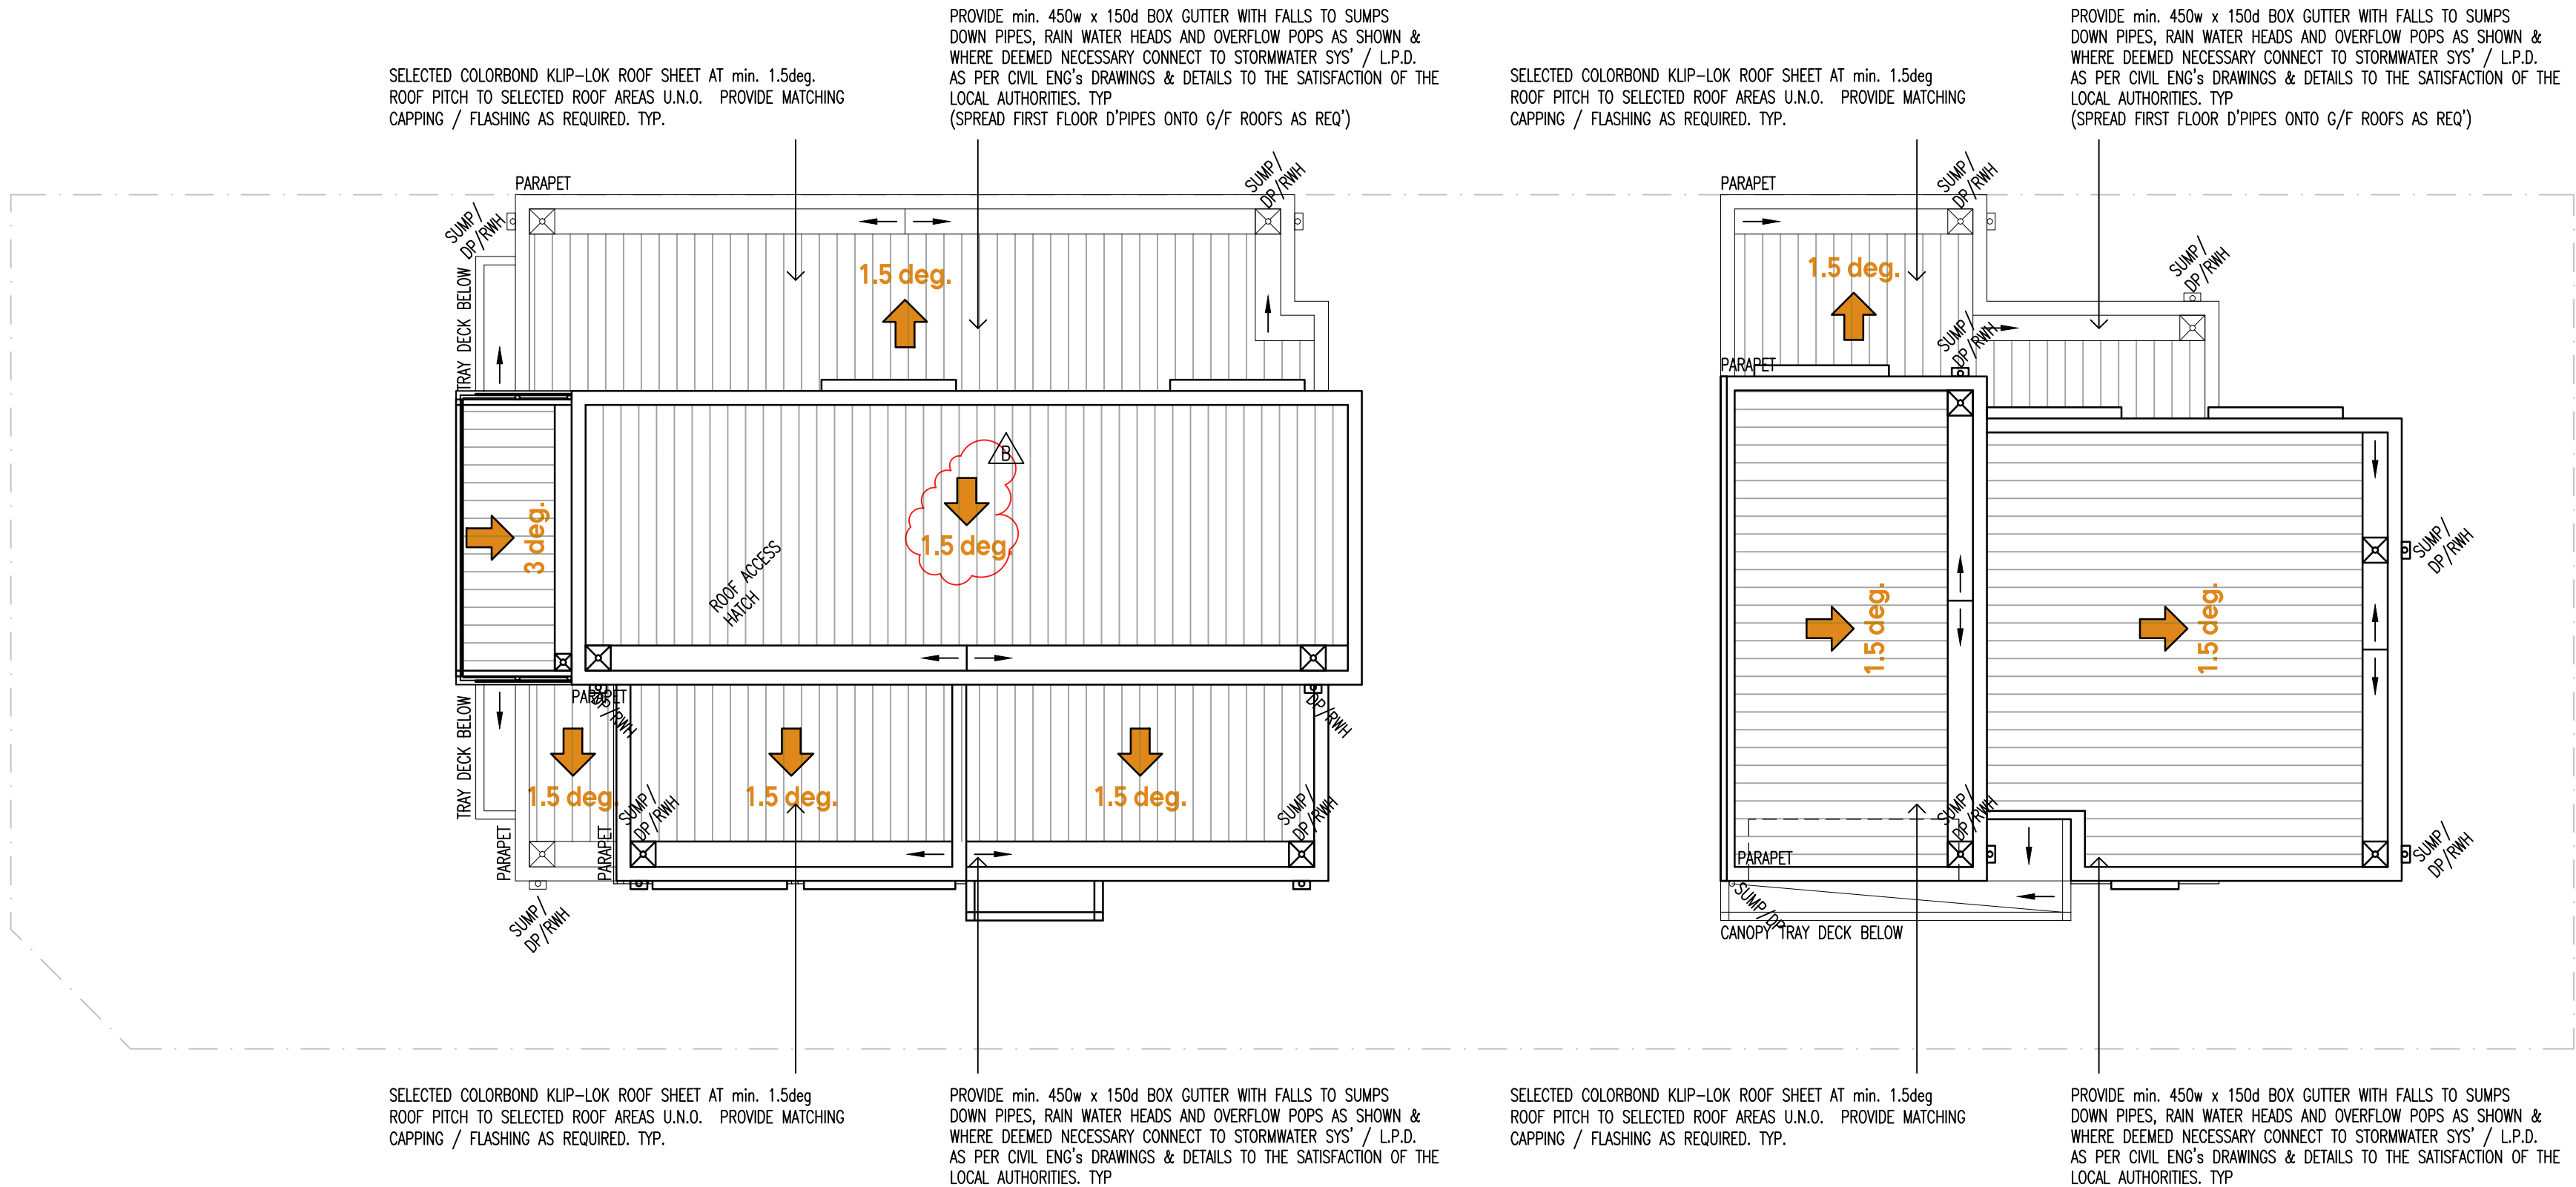 PROVIDE min. 450w x 150d BOX GUTTER WITH FALLS TO SUMPS
DOWN PIPES, RAIN WATER HEADS AND OVERFLOW POPS AS SHOWN &
WHERE DEEMED NECESSARY CONNECT TO STORMWATER SYS' / L.P.D.
AS PER CIVIL ENG's DRAWINGS & DETAILS TO THE SATISFACTION OF THE
LOCAL AUTHORITIES. TYP
(SPREAD FIRST FLOOR D'PIPES ONTO G/F ROOFS AS REQ')
PROVIDE min. 450w x 150d BOX GUTTER WITH FALLS TO SUMPS
DOWN PIPES, RAIN WATER HEADS AND OVERFLOW POPS AS SHOWN &
WHERE DEEMED NECESSARY CONNECT TO STORMWATER SYS' / L.P.D.
AS PER CIVIL ENG's DRAWINGS & DETAILS TO THE SATISFACTION OF THE
LOCAL AUTHORITIES. TYP
(SPREAD FIRST FLOOR D'PIPES ONTO G/F ROOFS AS REQ')
SELECTED COLORBOND KLIP-LOK ROOF SHEET AT min. 1.5deg.
ROOF PITCH TO SELECTED ROOF AREAS U.N.O. PROVIDE MATCHING
CAPPING / FLASHING AS REQUIRED. TYP.
SELECTED COLORBOND KLIP-LOK ROOF SHEET AT min. 1.5deg
ROOF PITCH TO SELECTED ROOF AREAS U.N.O. PROVIDE MATCHING
CAPPING / FLASHING AS REQUIRED. TYP.
PARAPET
SUMP/
DP/RWH
SUMP/
DP/RWH
TRAY DECK BELOW
1.5 deg.
3 deg.
B
1.5 deg.
ROOF ACCESS
HATCH
PARAPET
DP/RWH
DP/RWH
TRAY DECK BELOW
1.5 deg.
1.5 deg.
1.5 deg.
SUMP/
DP/RWH
SUMP/
DP/RWH
PARAPET
PARAPET
SUMP/
DP/RWH
PARAPET
SUMP/
DP/RWH
1.5 deg.
SUMP/
DP/RWH
SUMP/
DP/RWH
PARAPET
1.5 deg.
1.5 deg.
SUMP/
DP/RWH
SUMP/
DP/RWH
SUMP/
DP/RWH
PARAPET
SUMP/DP
CANOPY TRAY DECK BELOW
SELECTED COLORBOND KLIP-LOK ROOF SHEET AT min. 1.5deg
ROOF PITCH TO SELECTED ROOF AREAS U.N.O. PROVIDE MATCHING
CAPPING / FLASHING AS REQUIRED. TYP.
PROVIDE min. 450w x 150d BOX GUTTER WITH FALLS TO SUMPS
DOWN PIPES, RAIN WATER HEADS AND OVERFLOW POPS AS SHOWN &
WHERE DEEMED NECESSARY CONNECT TO STORMWATER SYS' / L.P.D.
AS PER CIVIL ENG's DRAWINGS & DETAILS TO THE SATISFACTION OF THE
LOCAL AUTHORITIES. TYP
SELECTED COLORBOND KLIP-LOK ROOF SHEET AT min. 1.5deg
ROOF PITCH TO SELECTED ROOF AREAS U.N.O. PROVIDE MATCHING
CAPPING / FLASHING AS REQUIRED. TYP.
PROVIDE min. 450w x 150d BOX GUTTER WITH FALLS TO SUMPS
DOWN PIPES, RAIN WATER HEADS AND OVERFLOW POPS AS SHOWN &
WHERE DEEMED NECESSARY CONNECT TO STORMWATER SYS' / L.P.D.
AS PER CIVIL ENG's DRAWINGS & DETAILS TO THE SATISFACTION OF THE
LOCAL AUTHORITIES. TYP